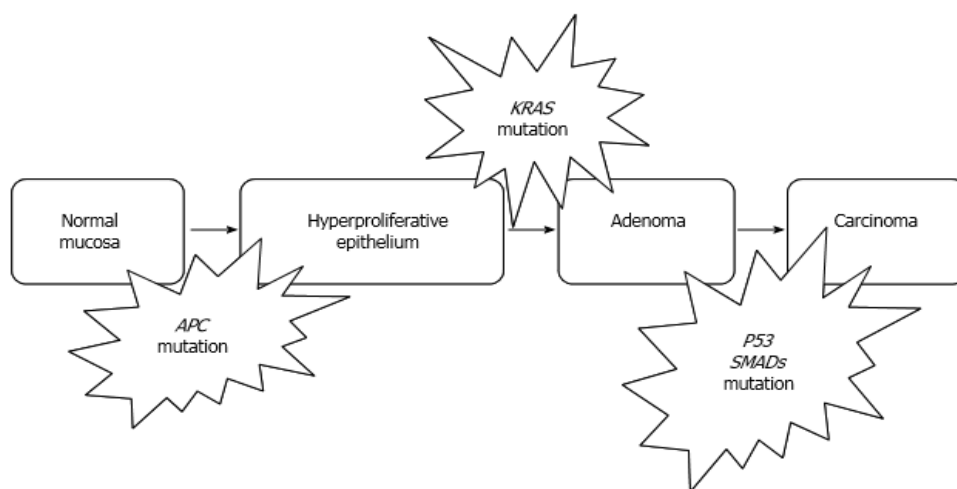 KRAS
mutation
Normal
mucosa
Hyperproliferative
epithelium
Adenoma
Carcinoma
APC
mutation
P53
SMADs
mutation